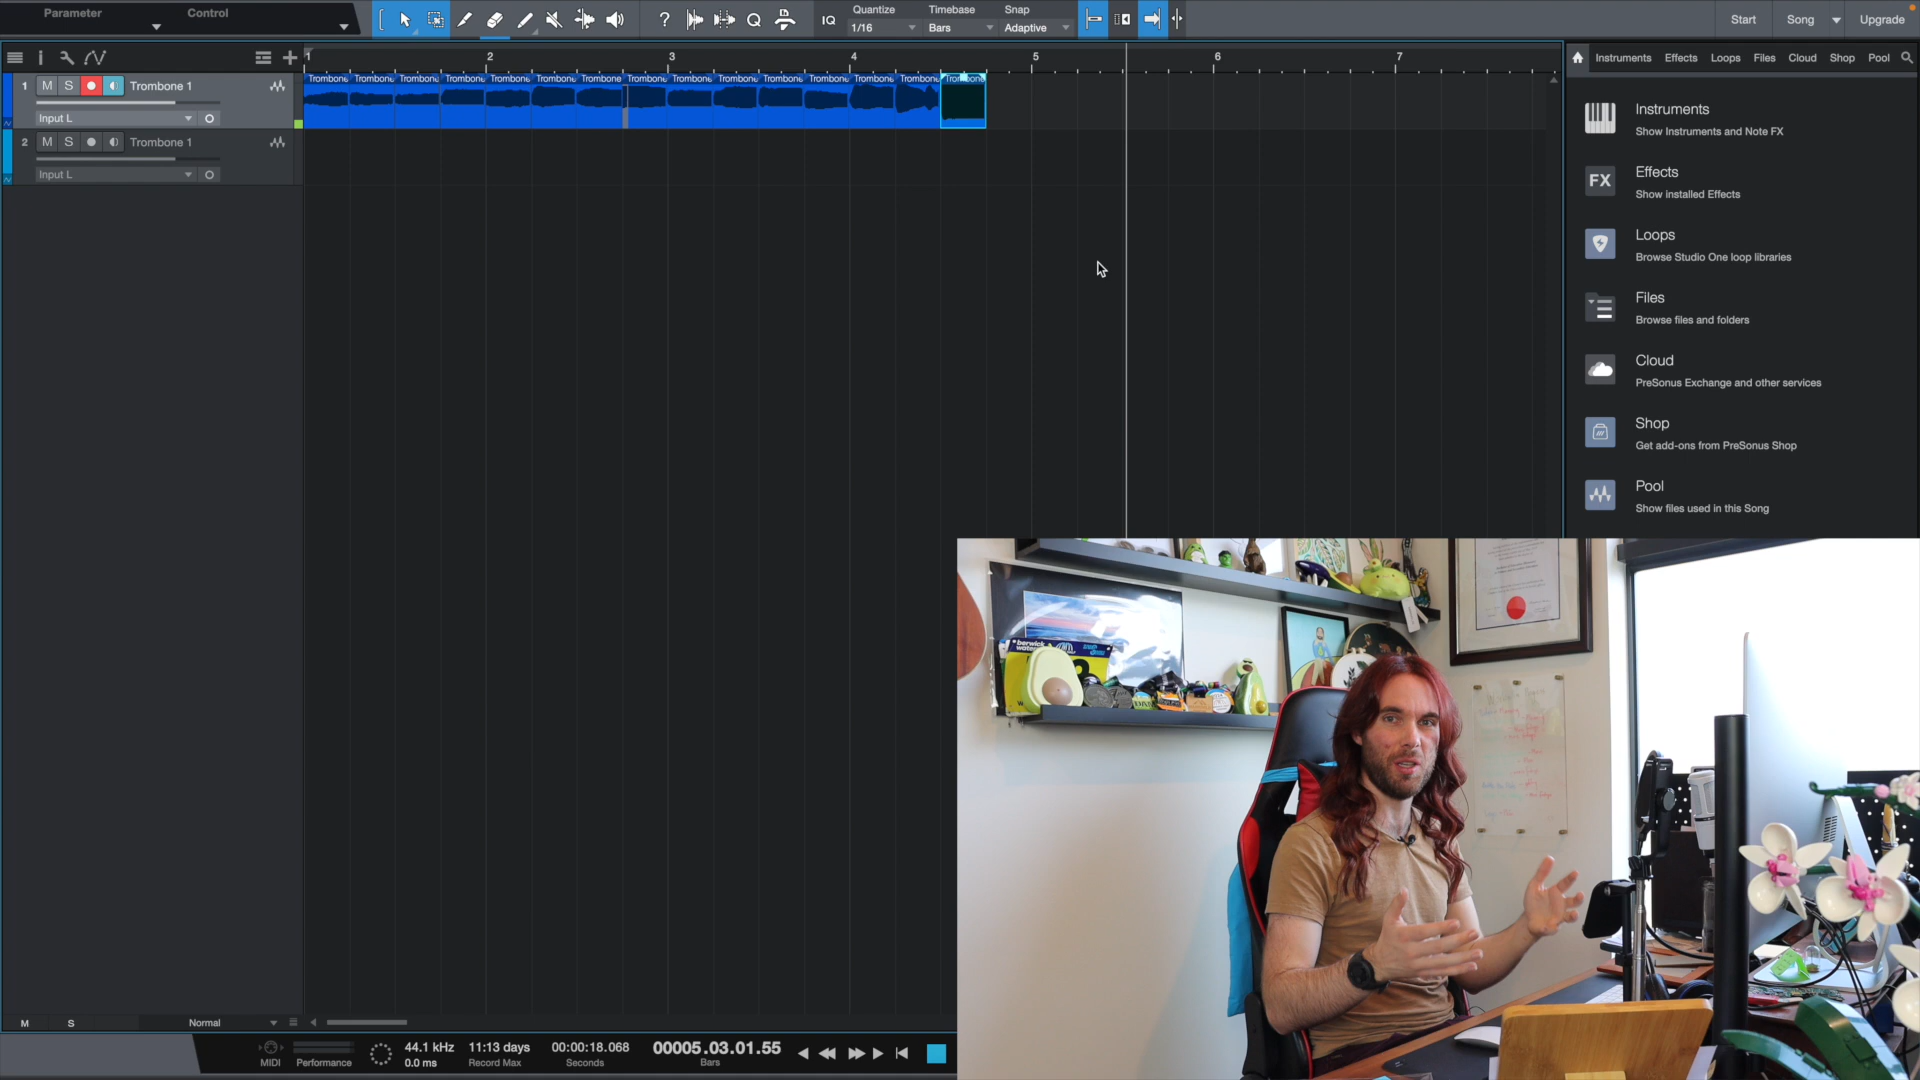 Parameter
Control
IQ
Quantize
1/16
Timebase
Bars
Snap
Adaptive
Start
Song
Upgrade
1
2
3
4
5
6
7
Instruments
Effects
Loops
Files
Cloud
Shop
Pool
1
M
S
Trombone 1
Input L
2
M
S
Trombone 1
Input L
Instruments
Show Instruments and Note FX
FX
Effects
Show installed Effects
Loops
Browse Studio One loop libraries
Files
Browse files and folders
Cloud
PreSonus Exchange and other services
Shop
Get add-ons from PreSonus Shop
Pool
Show files used in this Song
M
S
Normal
MIDI
Performance
44.1 kHz
0.0 ms
11:13 days
Record Max
00:00:18.068
Seconds
00005.03.01.55
Bars